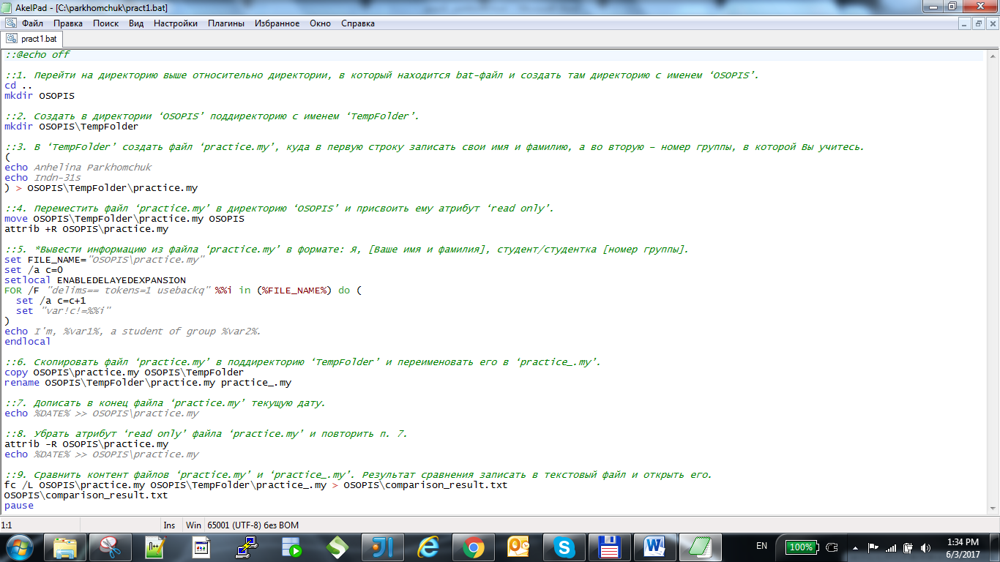 AkelPad - [C:\parkhomchuk\pract1.bat]
Файл Правка Поиск Вид Настройки Плагины Избранное Окно Справка
pract1.bat
::@echo off
::1. Перейти на директорию выше относительно директории, в который находится bat-файл и создать там директорию с именем ‘OSOPIS’.
cd ..
mkdir OSOPIS
::2. Создать в директории ‘OSOPIS’ поддиректорию с именем ‘TempFolder’.
mkdir OSOPIS\TempFolder
::3. В ‘TempFolder’ создать файл ‘practice.my’, куда в первую строку записать свои имя и фамилию, а во вторую – номер группы, в которой Вы учитесь.
(
echo Anhelina Parkhomchuk
echo Indn-31s
) > OSOPIS\TempFolder\practice.my
::4. Переместить файл ‘practice.my’ в директорию ‘OSOPIS’ и присвоить ему атрибут ‘read only’.
move OSOPIS\TempFolder\practice.my OSOPIS
attrib +R OSOPIS\practice.my
::5. *Вывести информацию из файла ‘practice.my’ в формате: Я, [Ваше имя и фамилия], студент/студентка [номер группы].
set FILE_NAME="OSOPIS\practice.my"
set /a c=0
setlocal ENABLEDELAYEDEXPANSION
FOR /F "delims== tokens=1 usebackq" %%i in (%FILE_NAME%) do (
set /a c=c+1
set "var!c!=%%i"
)
echo I'm, %var1%, a student of group %var2%.
endlocal
::6. Скопировать файл ‘practice.my’ в поддиректорию ‘TempFolder’ и переименовать его в ‘practice_.my’.
copy OSOPIS\practice.my OSOPIS\TempFolder
rename OSOPIS\TempFolder\practice.my practice_.my
::7. Дописать в конец файла ‘practice.my’ текущую дату.
echo %DATE% >> OSOPIS\practice.my
::8. Убрать атрибут ‘read only’ файла ‘practice.my’ и повторить п. 7.
attrib -R OSOPIS\practice.my
echo %DATE% >> OSOPIS\practice.my
::9. Сравнить контент файлов ‘practice.my’ и ‘practice_.my’. Результат сравнения записать в текстовый файл и открыть его.
fc /L OSOPIS\practice.my OSOPIS\TempFolder\practice_.my > OSOPIS\comparison_result.txt
OSOPIS\comparison_result.txt
pause
1:1 Ins Win 65001 (UTF-8) без BOM
EN 100% 1:34 PM
6/3/2017